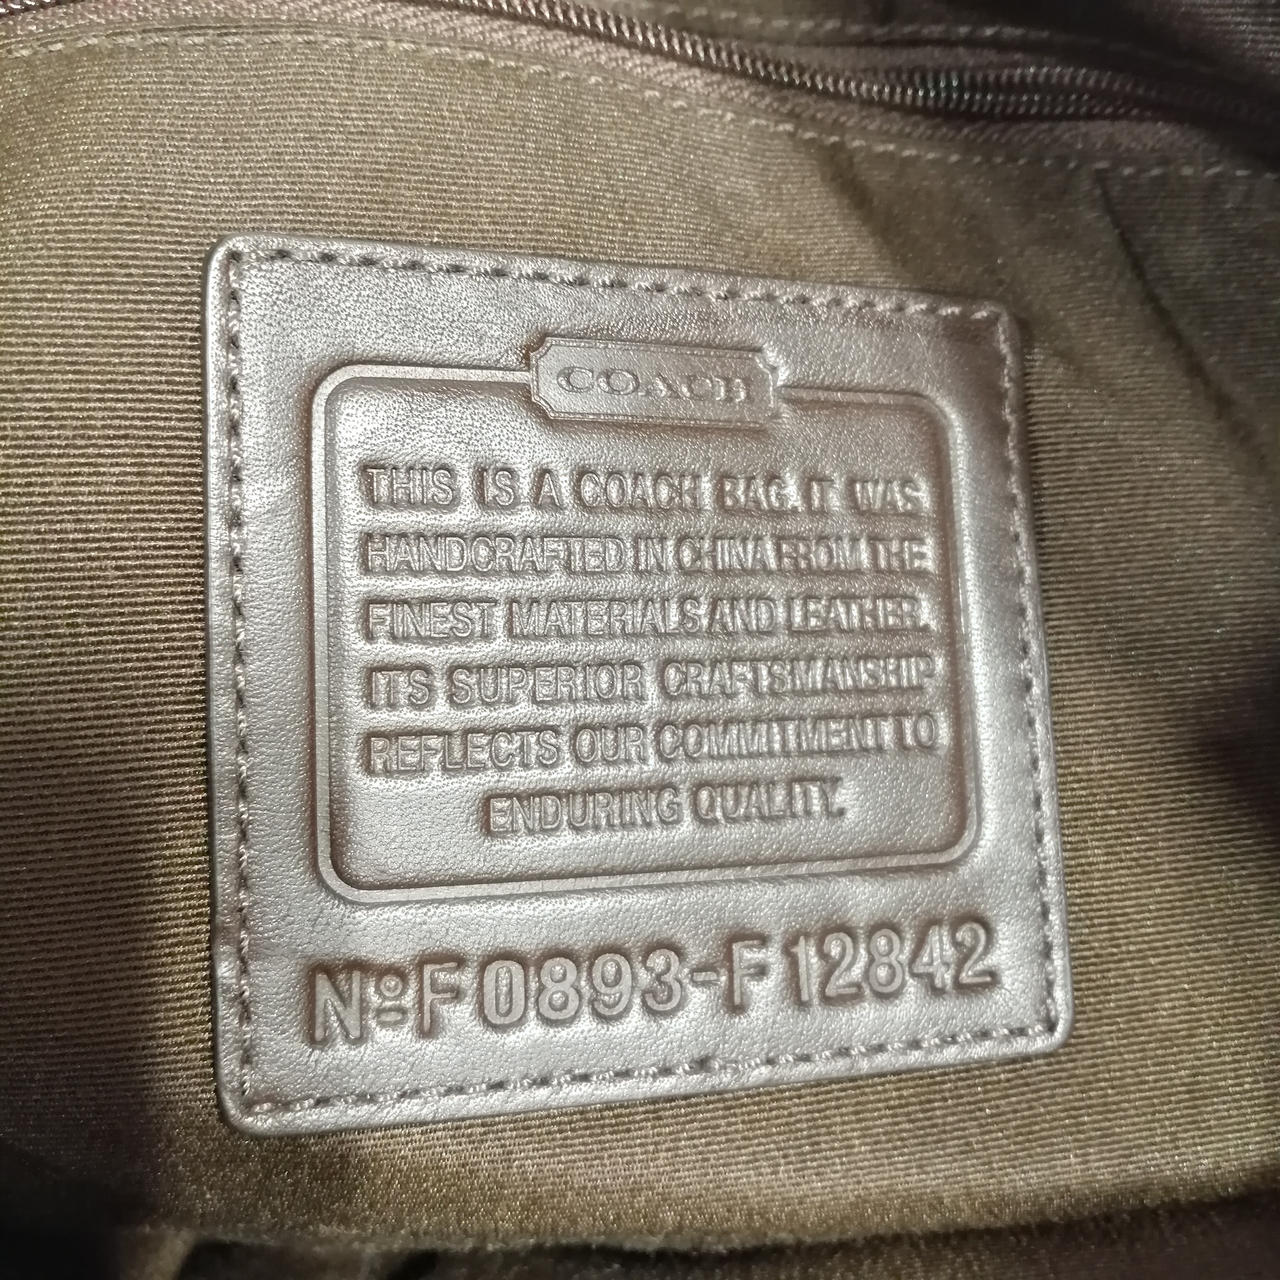 COACH
THIS IS A COACH BAG. IT WAS
HANDCRAFTED IN CHINA FROM THE
FINEST MATERIALS AND LEATHER.
ITS SUPERIOR CRAFTSMANSHIP
REFLECTS OUR COMMITMENT TO
ENDURING QUALITY.
Nº F0893-F12842